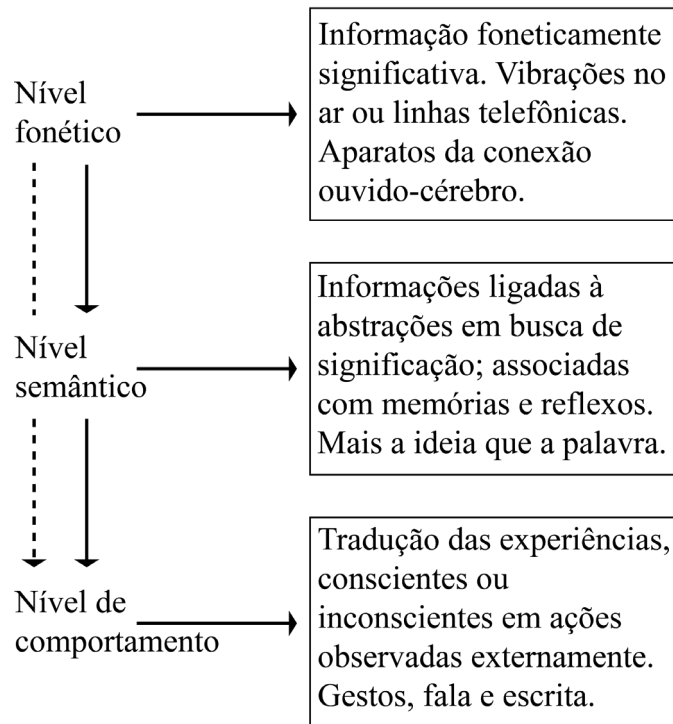 Nível
fonético
Informação foneticamente
significativa. Vibrações no
ar ou linhas telefônicas.
Aparatos da conexão
ouvido-cérebro.
Nível
semântico
Informações ligadas à
abstrações em busca de
significação; associadas
com memórias e reflexos.
Mais a ideia que a palavra.
Nível de
comportamento
Tradução das experiências,
conscientes ou
inconscientes em ações
observadas externamente.
Gestos, fala e escrita.